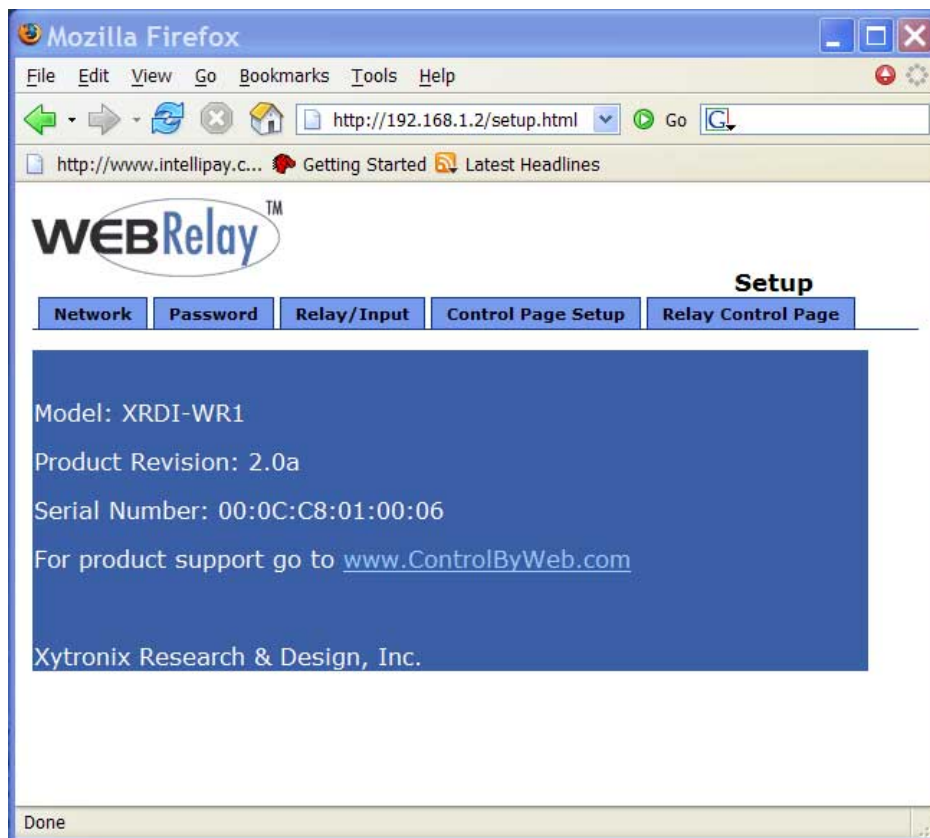 Mozilla Firefox
File Edit View Go Bookmarks Tools Help
http://192.168.1.2/setup.html Go G
http://www.intellipay.c... Getting Started Latest Headlines
WEBRelay™
Setup
Network Password Relay/Input Control Page Setup Relay Control Page
Model: XRDI-WR1
Product Revision: 2.0a
Serial Number: 00:0C:C8:01:00:06
For product support go to www.ControlByWeb.com
Xytronix Research & Design, Inc.
Done